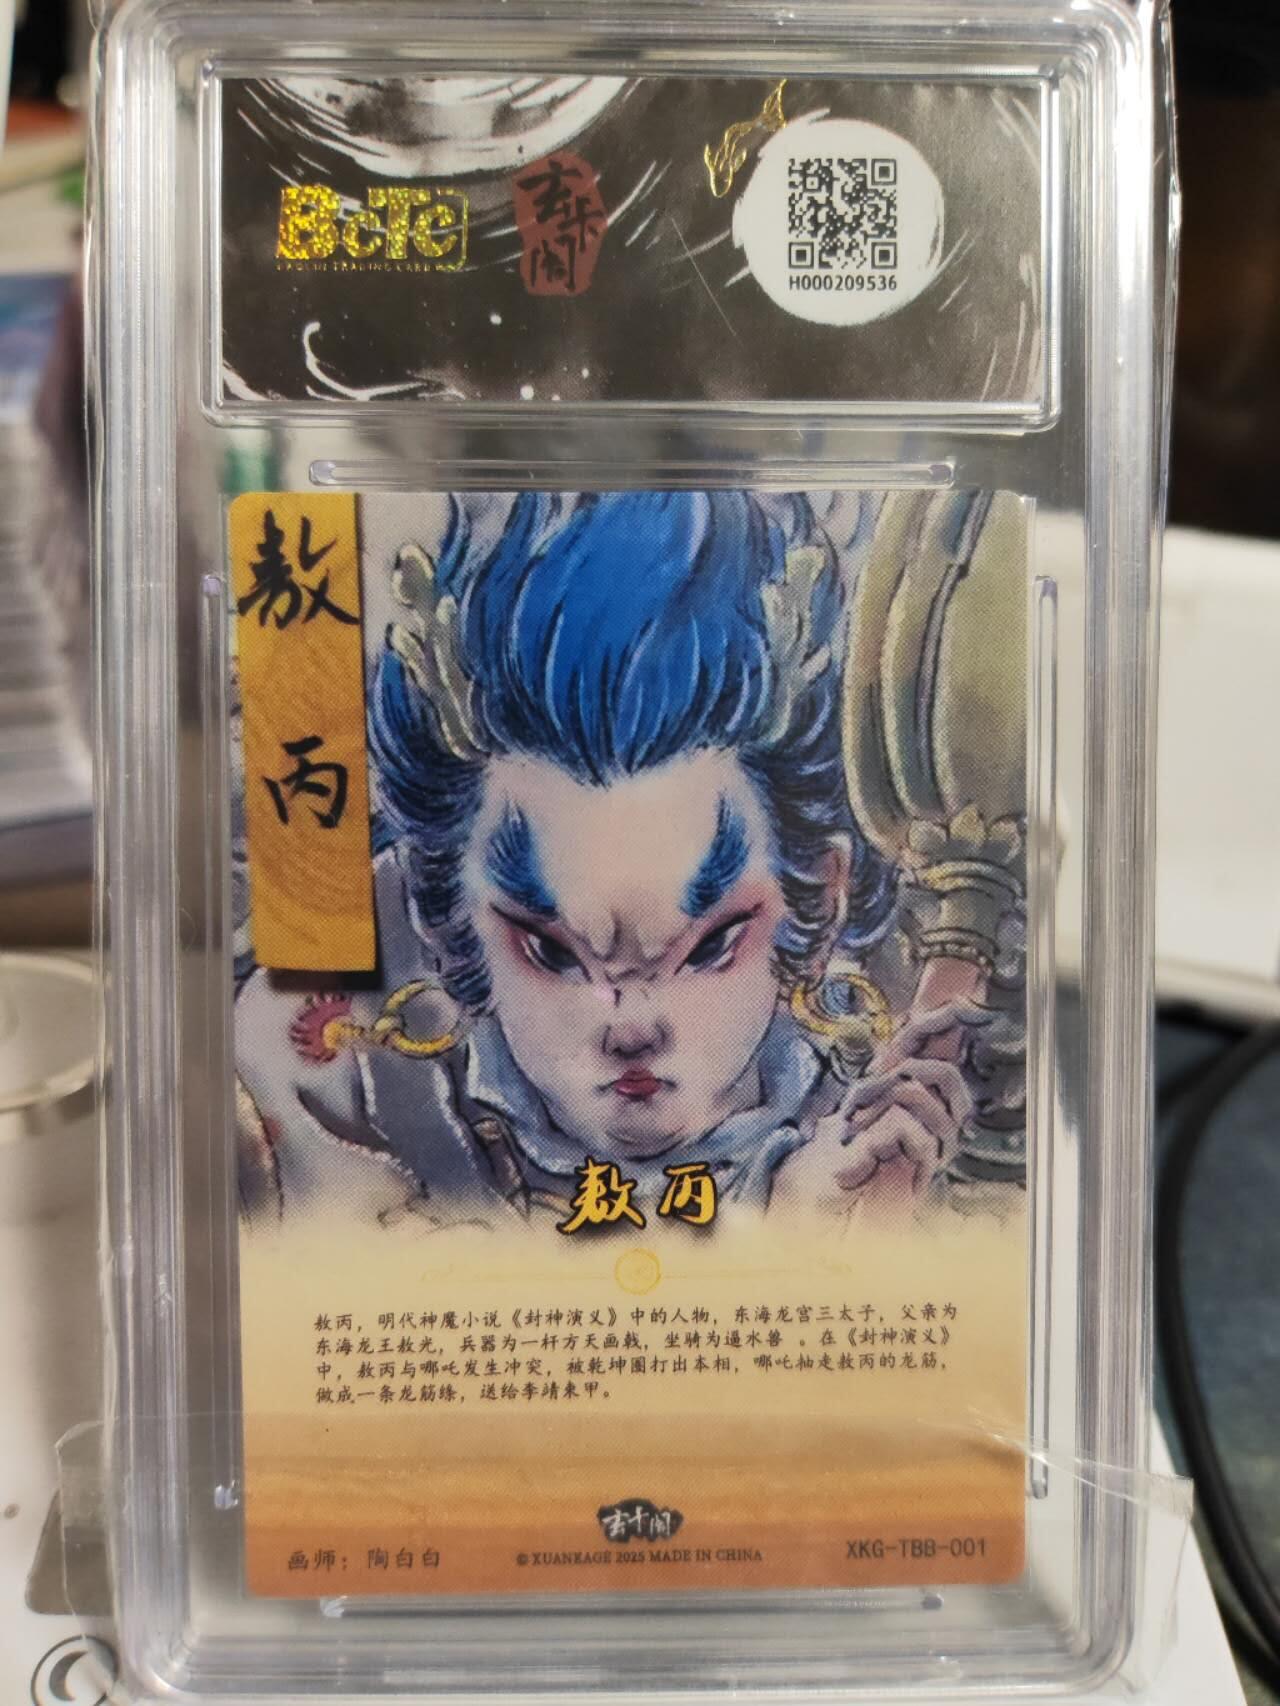 BcTc
玄卡阁
H000209536
敖丙
敖丙
敖丙，明代神魔小说《封神演义》中的人物，东海龙宫三太子，父亲为
东海龙王敖光，兵器为一杆方天画戟，坐骑为逼水兽 。在《封神演义》
中，敖丙与哪吒发生冲突，被乾坤圈打出本相，哪吒抽走敖丙的龙筋，
做成一条龙筋绦，送给李靖束甲。
玄卡阁
画师：陶白白
© XUANKAGE 2025 MADE IN CHINA
XKG-TBB-001